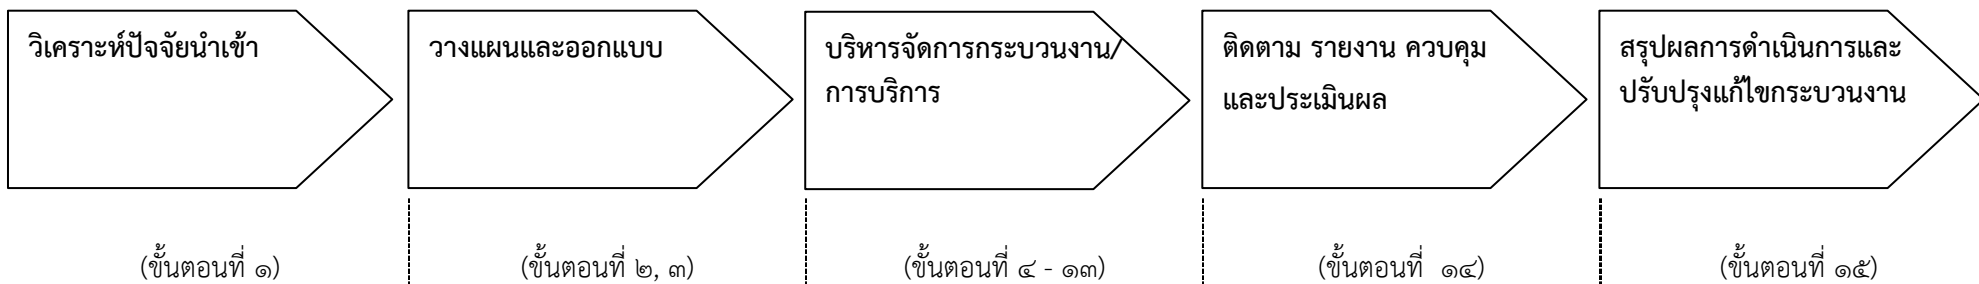 วิเคราะห์ปัจจัยนำเข้า
วางแผนและออกแบบ
บริหารจัดการกระบวนงาน/
การบริการ
ติดตาม รายงาน ควบคุม
และประเมินผล
สรุปผลการดำเนินการและ
ปรับปรุงแก้ไขกระบวนงาน
(ขั้นตอนที่ ๑)
(ขั้นตอนที่ ๒, ๓)
(ขั้นตอนที่ ๔ - ๑๓)
(ขั้นตอนที่ ๑๔)
(ขั้นตอนที่ ๑๕)